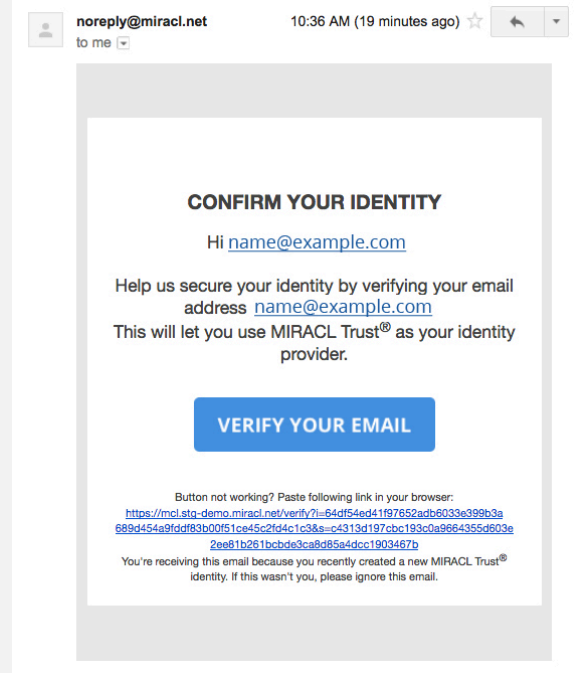 noreply@miracl.net 10:36 AM (19 minutes ago)
to me
CONFIRM YOUR IDENTITY
Hi name@example.com
Help us secure your identity by verifying your email
address name@example.com
This will let you use MIRACL Trust® as your identity
provider.
VERIFY YOUR EMAIL
Button not working? Paste following link in your browser:
https://mcl.stg-demo.miracl.net/verify?i=64df54ed41f97652adb6033e399b3a
689d454a9fddf83b00f51ce45c2fd4c1c3&s=c4313d197cbc193c0a9664355d603e
2ee81b261bcbde3ca8d85a4dcc1903467b
You're receiving this email because you recently created a new MIRACL Trust®
identity. If this wasn't you, please ignore this email.